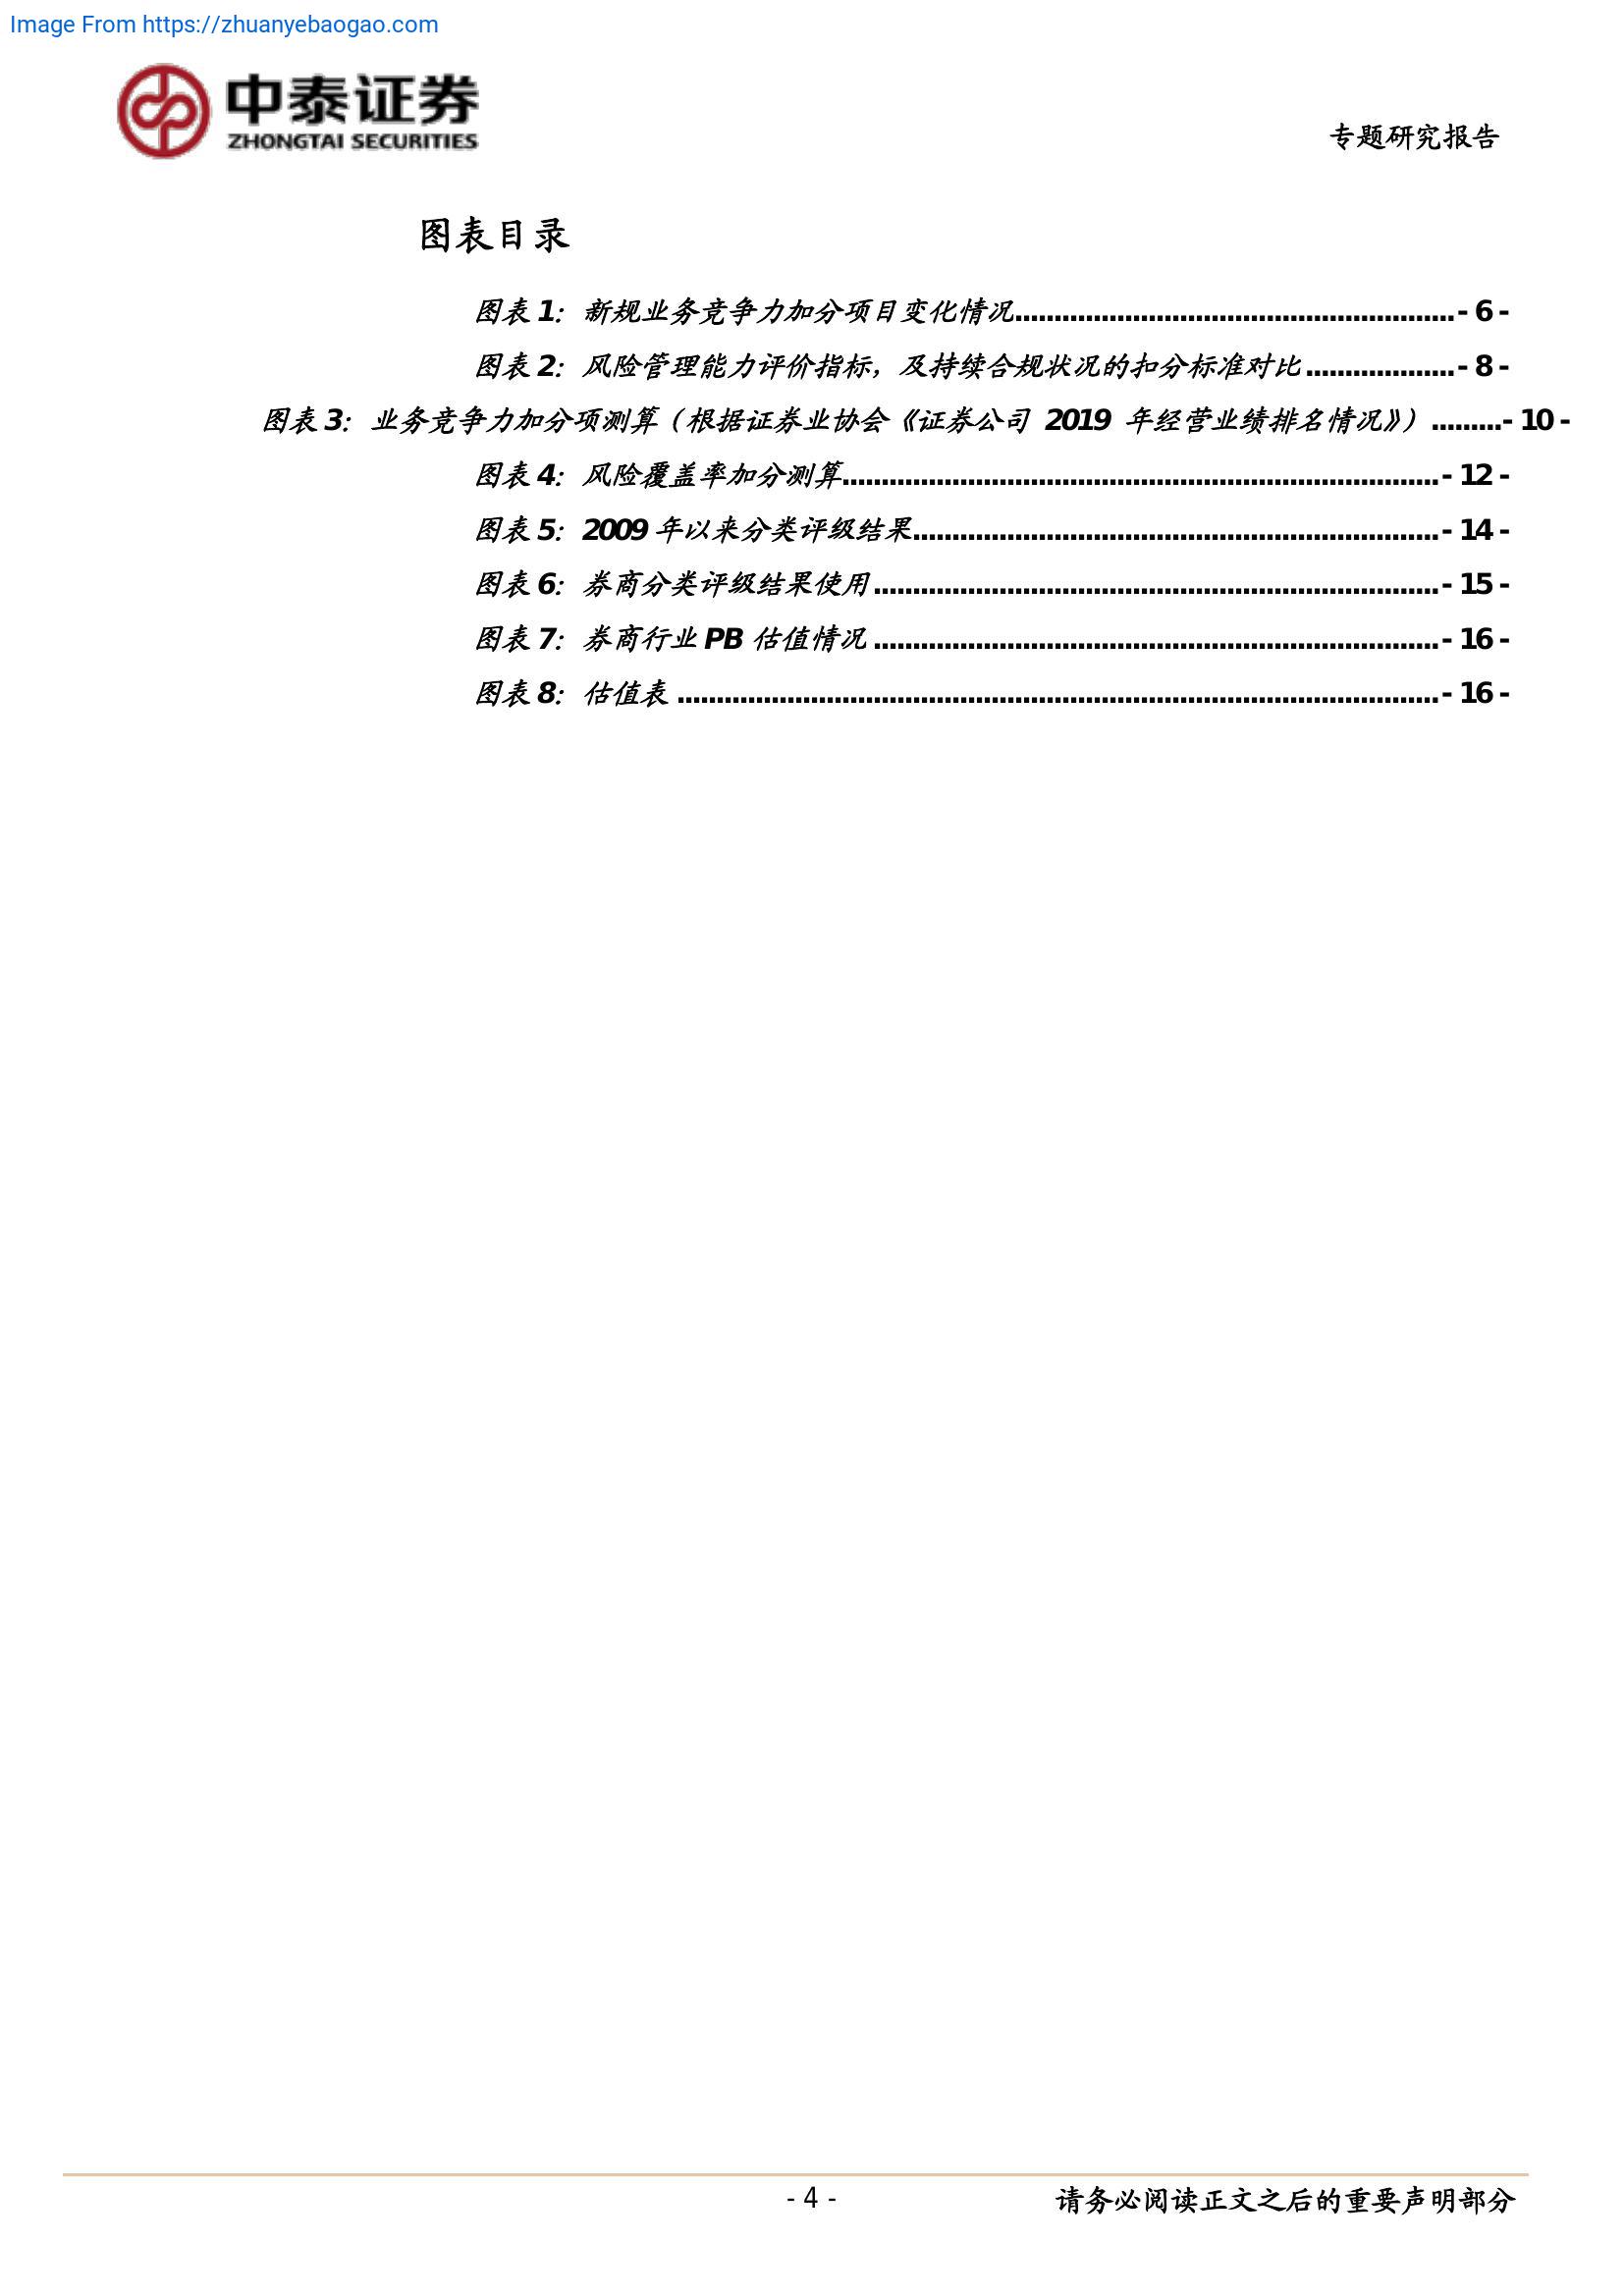 Image From https://zhuanyebaogao.com
中泰证券
ZHONGTAI SECURITIES
专题研究报告
图表目录
图表 1：新规业务竞争力加分项目变化情况........................................................- 6 -
图表 2：风险管理能力评价指标，及持续合规状况的扣分标准对比...................- 8 -
图表 3：业务竞争力加分项测算（根据证券业协会《证券公司 2019 年经营业绩排名情况》）.........- 10 -
图表 4：风险覆盖率加分测算............................................................................- 12 -
图表 5：2009 年以来分类评级结果...................................................................- 14 -
图表 6：券商分类评级结果使用........................................................................- 15 -
图表 7：券商行业 PB 估值情况........................................................................- 16 -
图表 8：估值表.................................................................................................- 16 -
- 4 -
请务必阅读正文之后的重要声明部分